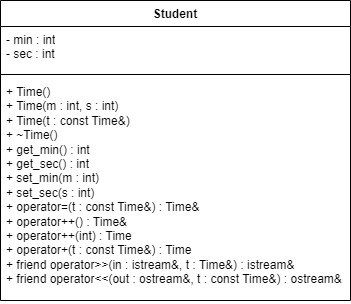 Student
- min : int
- sec : int
+ Time()
+ Time(m : int, s : int)
+ Time(t : const Time&)
+ ~Time()
+ get_min() : int
+ get_sec() : int
+ set_min(m : int)
+ set_sec(s : int)
+ operator=(t : const Time&) : Time&
+ operator++() : Time&
+ operator++(int) : Time
+ operator+(t : const Time&) : Time
+ friend operator>>(in : istream&, t : Time&) : istream&
+ friend operator<<(out : ostream&, t : const Time&) : ostream&